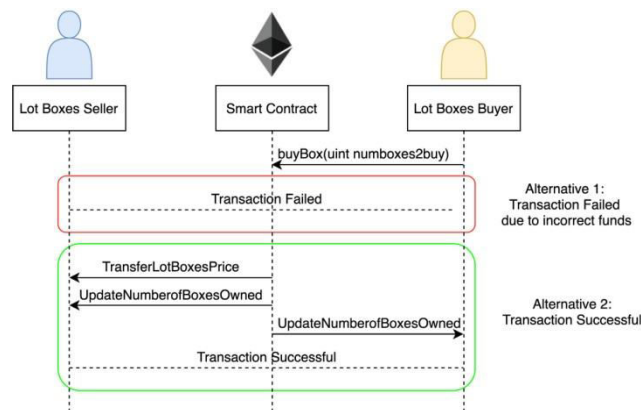 Lot Boxes Seller
Smart Contract
Lot Boxes Buyer
buyBox(uint numboxes2buy)
Transaction Failed
Alternative 1:
Transaction Failed
due to incorrect funds
TransferLotBoxesPrice
UpdateNumberofBoxesOwned
UpdateNumberofBoxesOwned
Alternative 2:
Transaction Successful
Transaction Successful